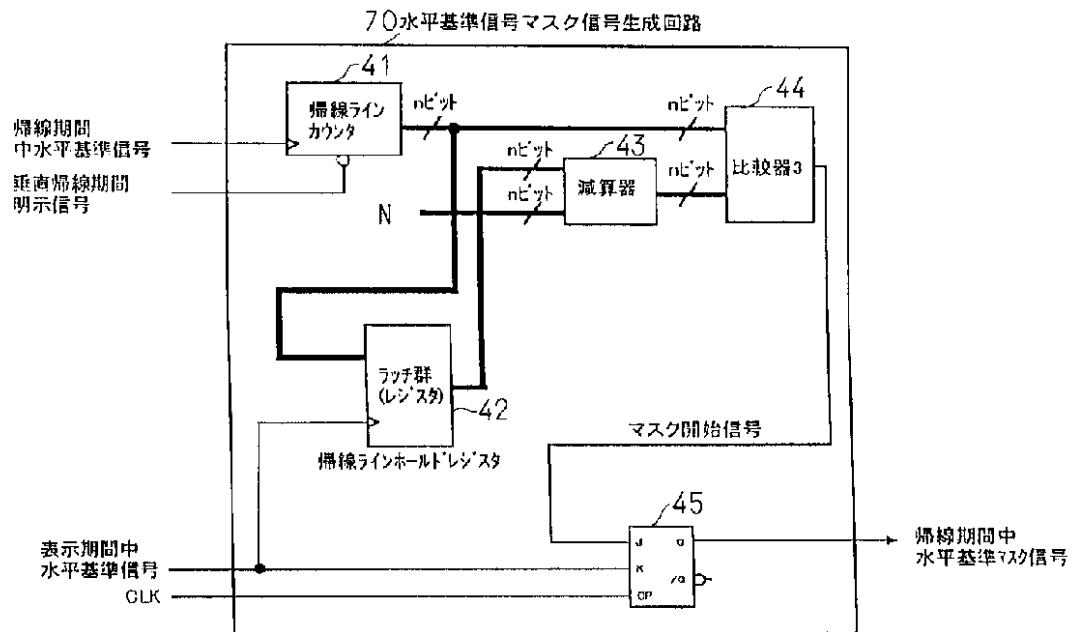 70水平基準信号マスク信号生成回路
41
帰線ライン
カウンタ
nビット
nビット
44
比較器3
帰線期間
中水平基準信号
垂直帰線期間
明示信号
nビット
43
減算器
nビット
nビット
N
ラッチ群
(レジスタ)
42
帰線ラインホールドレジスタ
マスク開始信号
45
J
Q
K
/Q
CP
表示期間中
水平基準信号
CLK
帰線期間中
水平基準マスク信号